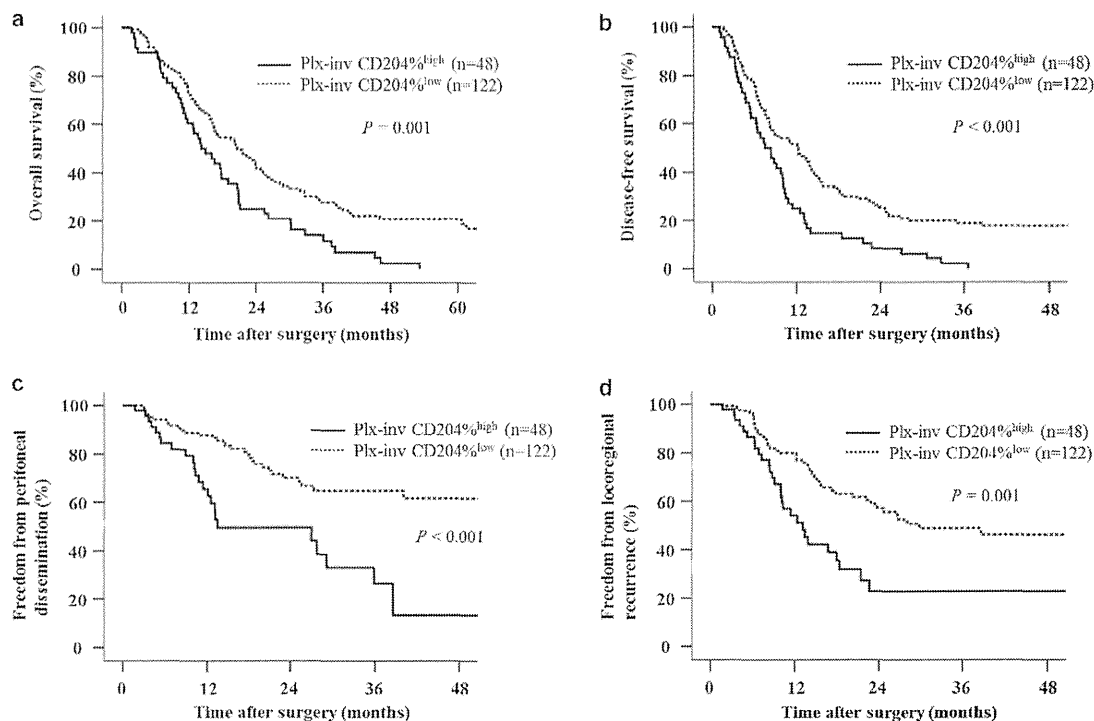 a
100
80
60
40
20
0
Overall survival (%)
Plx-inv CD204%high (n=48)
Plx-inv CD204%low (n=122)
P = 0.001
0 12 24 36 48 60
Time after surgery (months)
b
100
80
60
40
20
0
Disease-free survival (%)
Plx-inv CD204%high (n=48)
Plx-inv CD204%low (n=122)
P < 0.001
0 12 24 36 48
Time after surgery (months)
c
100
80
60
40
20
0
Freedom from peritoneal
dissemination (%)
Plx-inv CD204%high (n=48)
Plx-inv CD204%low (n=122)
P < 0.001
0 12 24 36 48
Time after surgery (months)
d
100
80
60
40
20
0
Freedom from locoregional
recurrence (%)
Plx-inv CD204%high (n=48)
Plx-inv CD204%low (n=122)
P = 0.001
0 12 24 36 48
Time after surgery (months)